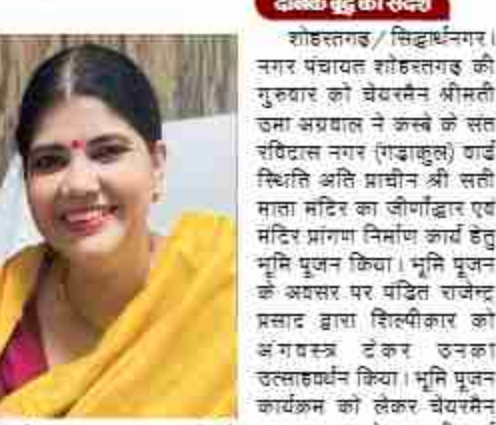 दैनिक बुद्ध का संदेश
शोहरतगढ़/सिद्धार्थनगर।
नगर पंचायत शोहरतगढ़ की
गुरुवार को चेयरमैन श्रीमती
उमा अग्रवाल ने कस्बे के संत
रविदास नगर (गड़ाकुल) वार्ड
स्थिति अति प्राचीन श्री सती
माता मंदिर का जीर्णोद्धार एवं
मंदिर प्रांगण निर्माण कार्य हेतु
भूमि पूजन किया। भूमि पूजन
के अवसर पर पंडित राजेन्द्र
प्रसाद द्वारा शिल्पीकार को
अंगवस्त्र देकर उनका
उत्साहवर्धन किया। भूमि पूजन
कार्यक्रम को लेकर चेयरमैन